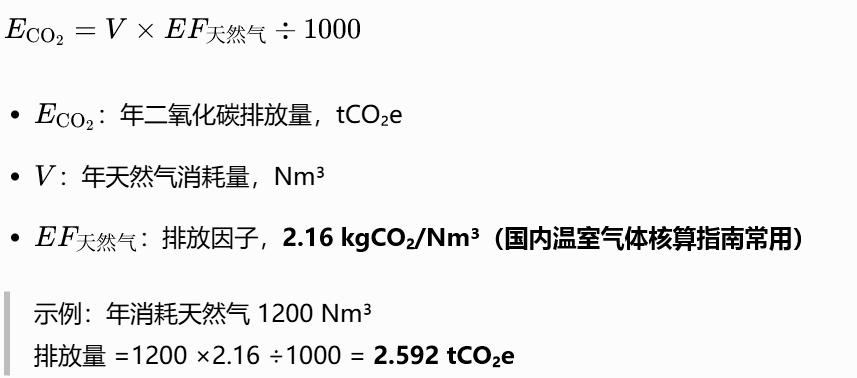 E_CO₂ = V × EF_天然气 ÷ 1000
• E_CO₂：年二氧化碳排放量，tCO₂e
• V：年天然气消耗量，Nm³
• EF_天然气：排放因子，2.16 kgCO₂/Nm³（国内温室气体核算指南常用）
示例：年消耗天然气 1200 Nm³
排放量 =1200 ×2.16 ÷1000 = 2.592 tCO₂e